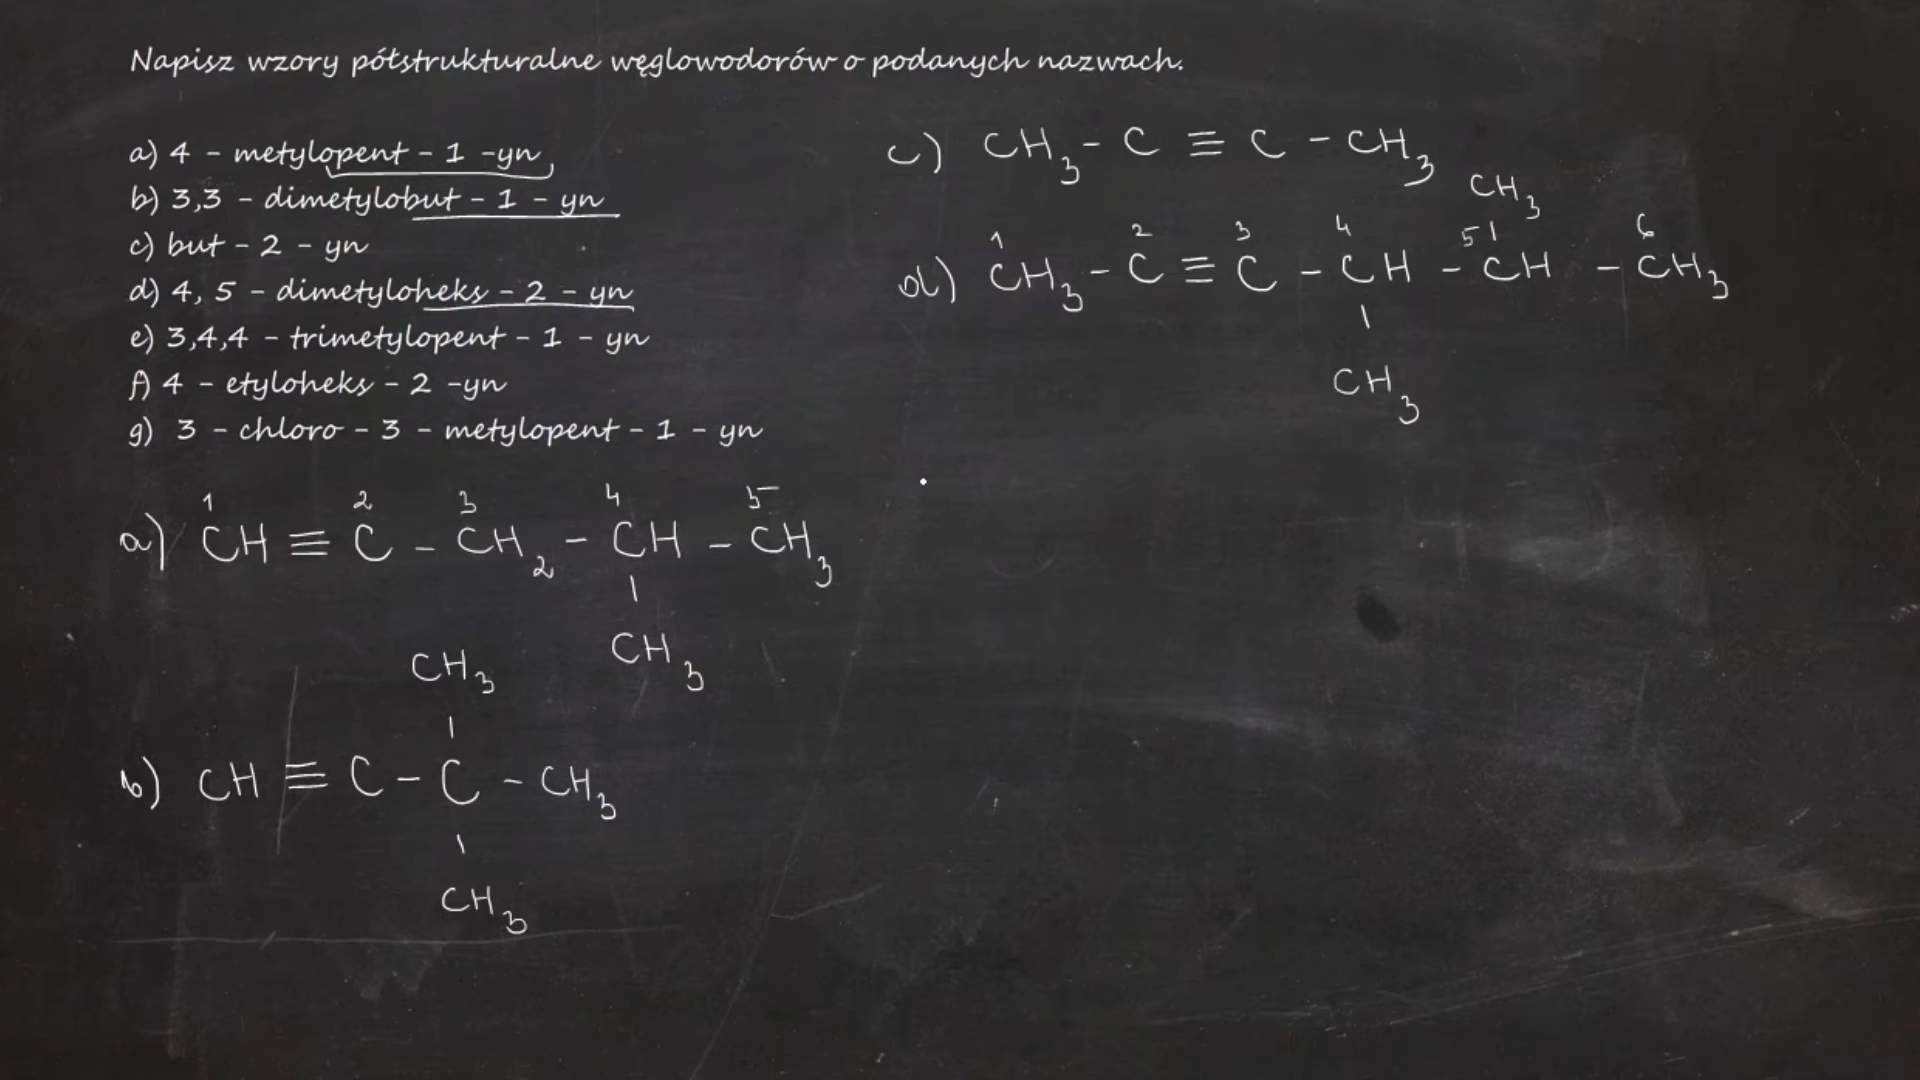 Napisz wzory półstrukturalne węglowodorów o podanych nazwach.
a) 4 - metylopent - 1 -yn
b) 3,3 - dimetylobut - 1 - yn
c) but - 2 - yn
d) 4, 5 - dimetyloheks - 2 - yn
e) 3,4,4 - trimetylopent - 1 - yn
f) 4 - etyloheks - 2 -yn
g) 3 - chloro - 3 - metylopent - 1 - yn
1 2 3 4 5
a) CH ≡ C - CH2 - CH - CH3
|
CH3
CH3
|
b) CH ≡ C - C - CH3
|
CH3
c) CH3 - C ≡ C - CH3
CH3
1 2 3 4 5 | 6
d) CH3 - C ≡ C - CH - CH - CH3
|
CH3